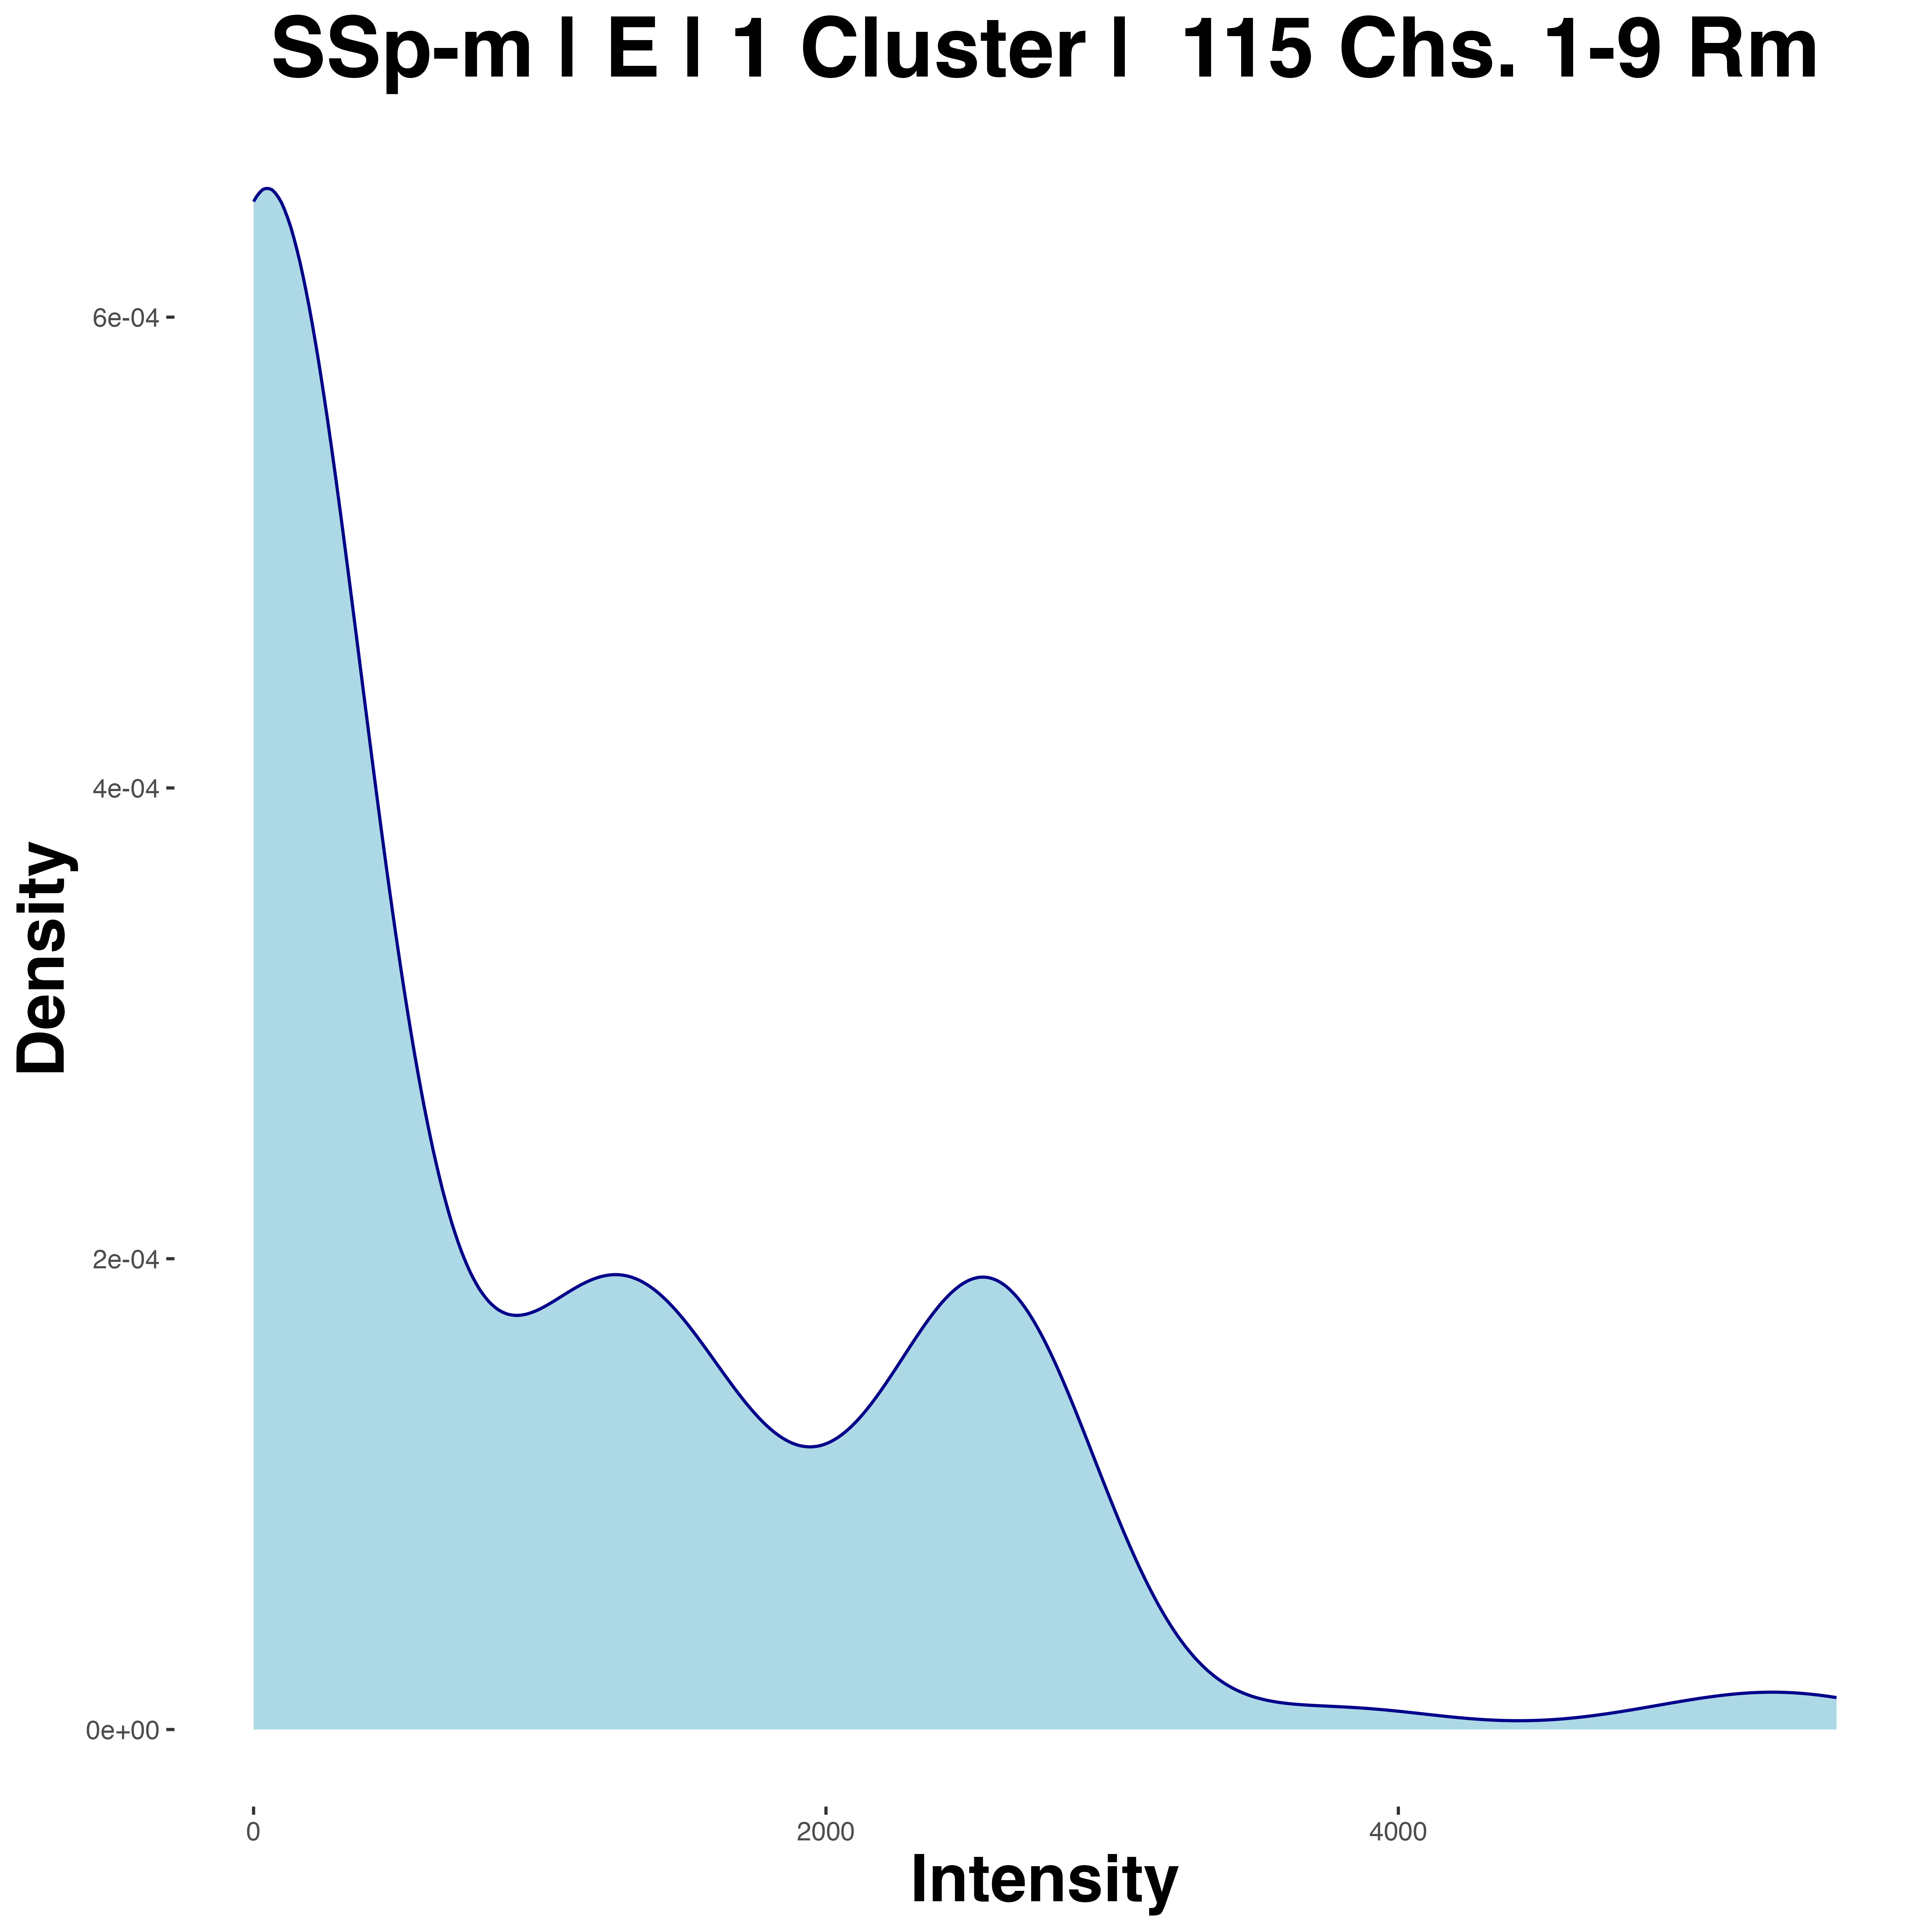 SSp-m | E | 1 Cluster | 115 Chs. 1-9 Rm
6e-04
4e-04
2e-04
0e+00
Density
0
2000
4000
Intensity